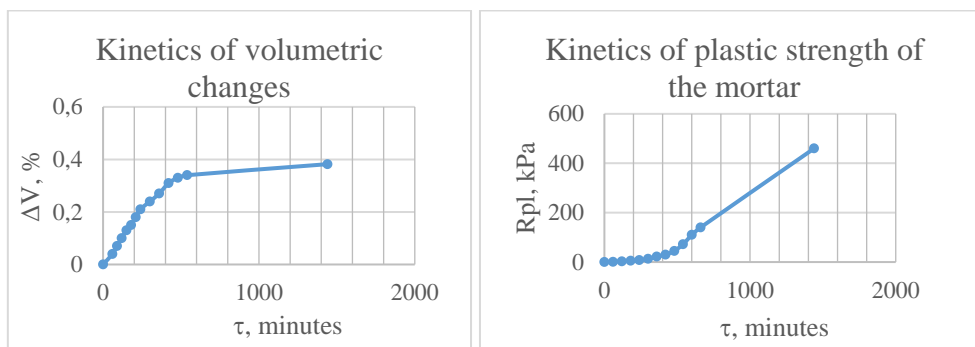 Kinetics of volumetric
changes
0,6
0,4
0,2
0
ΔV, %
0
1000
2000
τ, minutes
Kinetics of plastic strength of
the mortar
600
400
200
0
Rpl, kPa
0
1000
2000
τ, minutes